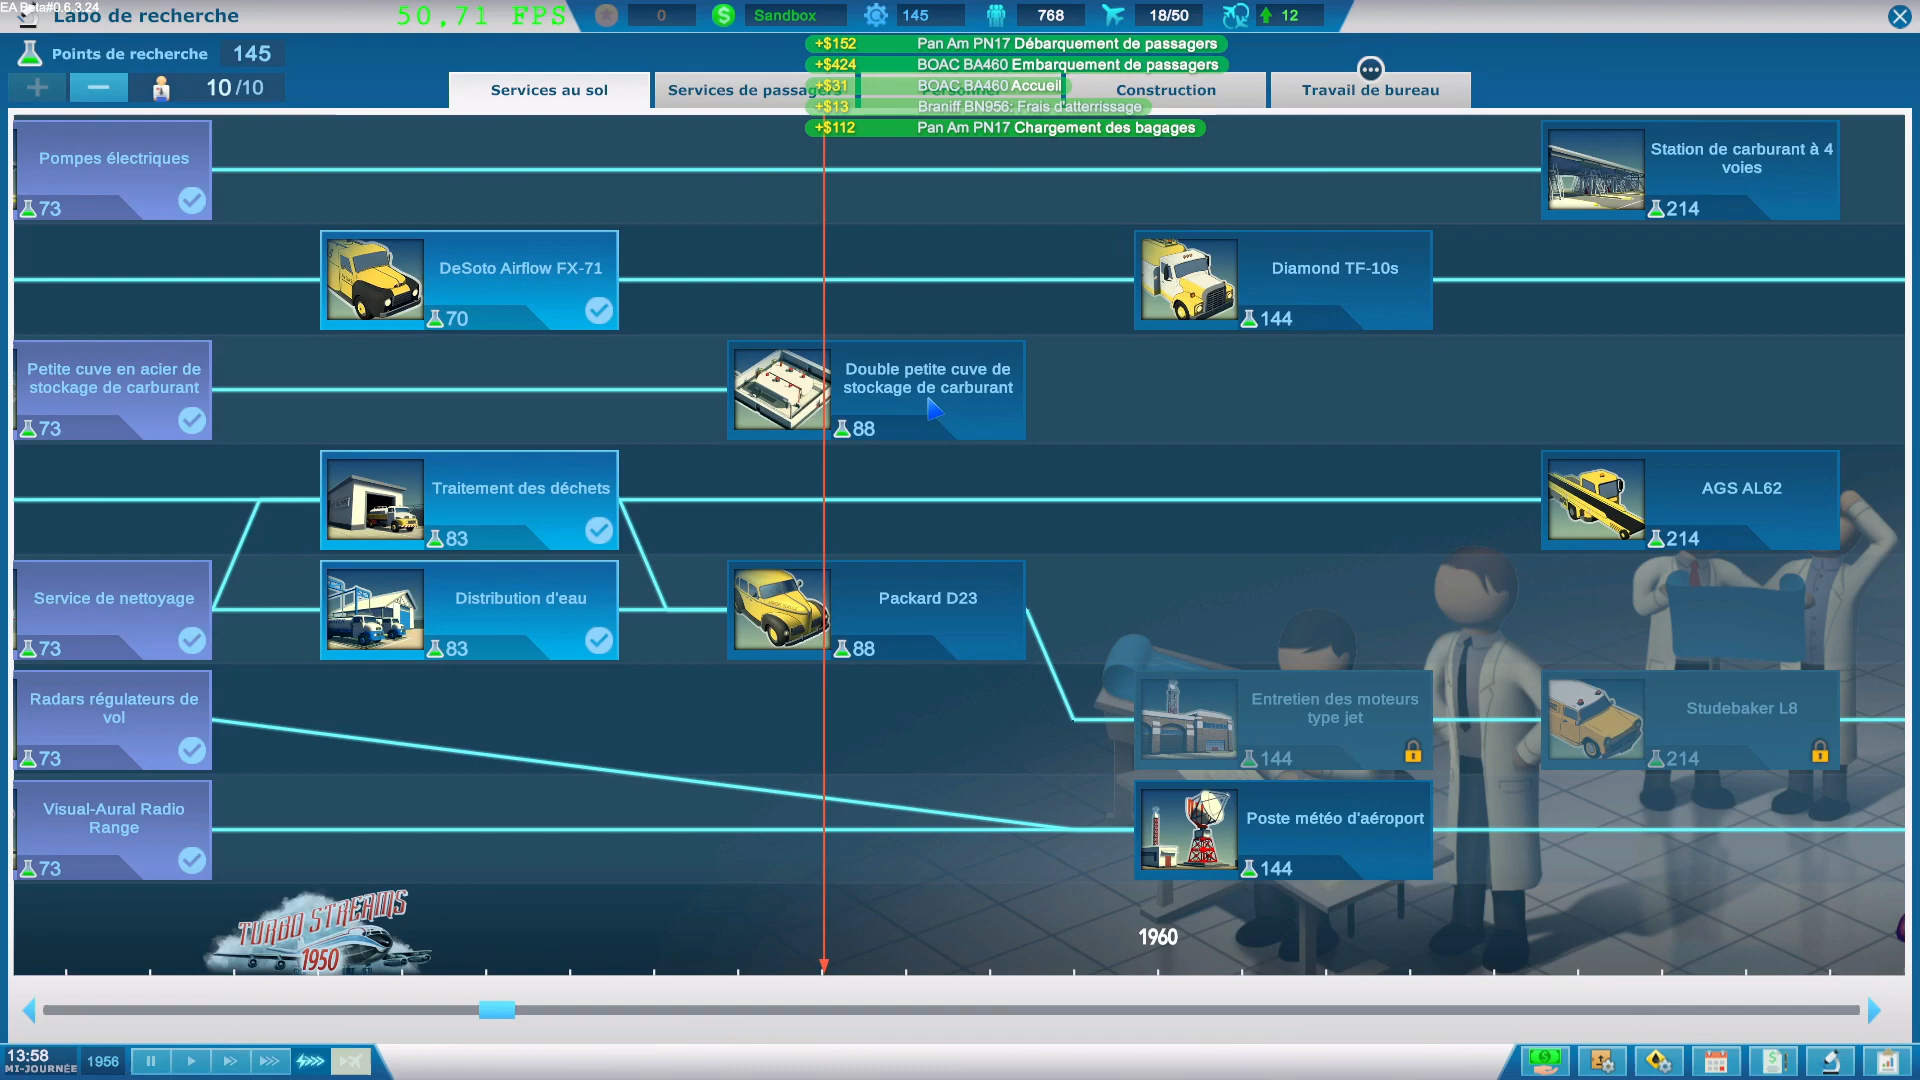 EA Beta#0.6.3.24
Labo de recherche
50,71 FPS
0
Sandbox
145
768
18/50
12
Points de recherche
145
10/10
+$152 Pan Am PN17 Débarquement de passagers
+$424 BOAC BA460 Embarquement de passagers
+$31 BOAC BA460 Accueil
+$13 Braniff BN956: Frais d'atterrissage
+$112 Pan Am PN17 Chargement des bagages
Services au sol
Services de passagers
Personnel
Construction
Travail de bureau
Pompes électriques
73
Station de carburant à 4
voies
214
DeSoto Airflow FX-71
70
Diamond TF-10s
144
Petite cuve en acier de
stockage de carburant
73
Double petite cuve de
stockage de carburant
88
Traitement des déchets
83
AGS AL62
214
Service de nettoyage
73
Distribution d'eau
83
Packard D23
88
Radars régulateurs de
vol
73
Entretien des moteurs
type jet
144
Studebaker L8
214
Visual-Aural Radio
Range
73
Poste météo d'aéroport
144
TURBO STREAMS
1950
1960
13:58
MI-JOURNÉE
1956